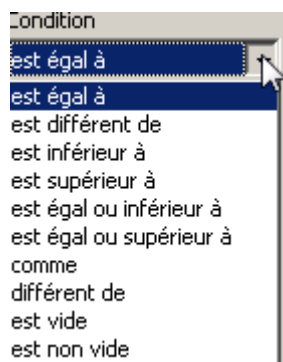 Condition
est égal à
est égal à
est différent de
est inférieur à
est supérieur à
est égal ou inférieur à
est égal ou supérieur à
comme
différent de
est vide
est non vide